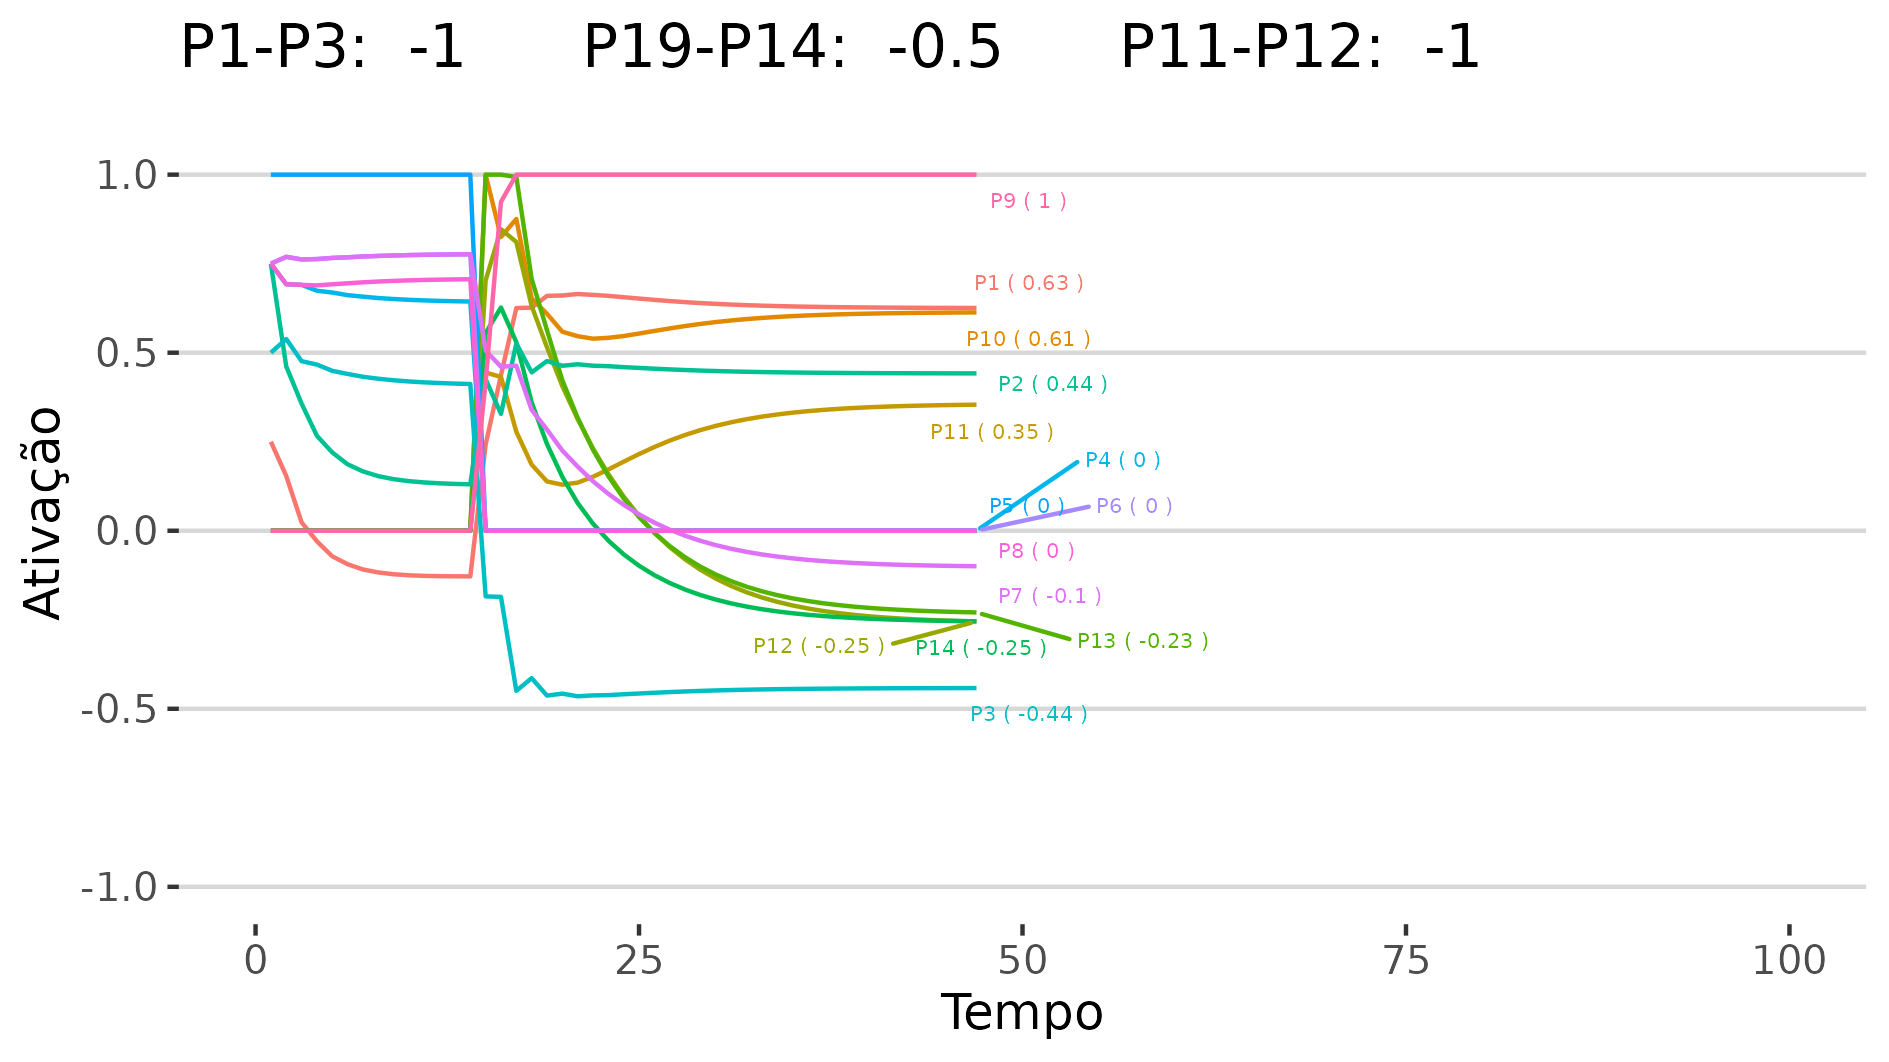 P1-P3:  -1      P19-P14:  -0.5      P11-P12:  -1
1.0
0.5
0.0
-0.5
-1.0
Ativação
P9 ( 1 )
P1 ( 0.63 )
P10 ( 0.61 )
P2 ( 0.44 )
P11 ( 0.35 )
P4 ( 0 )
P5 ( 0 ) P6 ( 0 )
P8 ( 0 )
P7 ( -0.1 )
P12 ( -0.25 ) P14 ( -0.25 ) P13 ( -0.23 )
P3 ( -0.44 )
0 25 50 75 100
Tempo